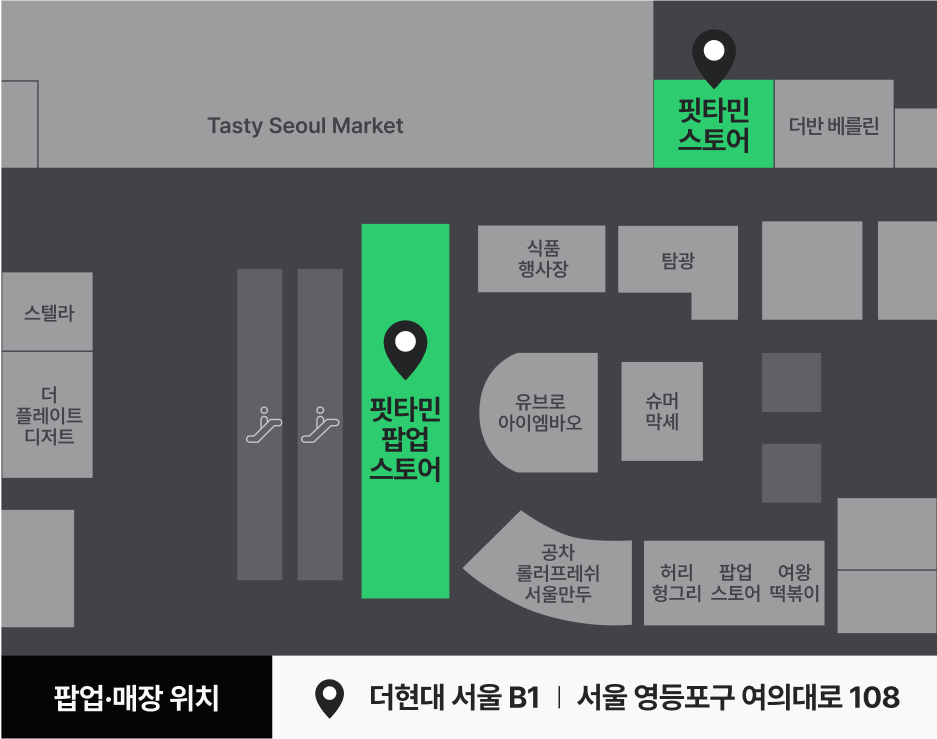 Tasty Seoul Market
핏타민
스토어
더반 베를린
식품
행사장
탐광
스텔라
더
플레이트
디저트
핏타민
팝업
스토어
유브로
아이엠바오
슈머
막셰
공차
롤러프레쉬
서울만두
허리
헝그리
팝업
스토어
여왕
떡볶이
팝업·매장 위치
더현대 서울 B1 | 서울 영등포구 여의대로 108